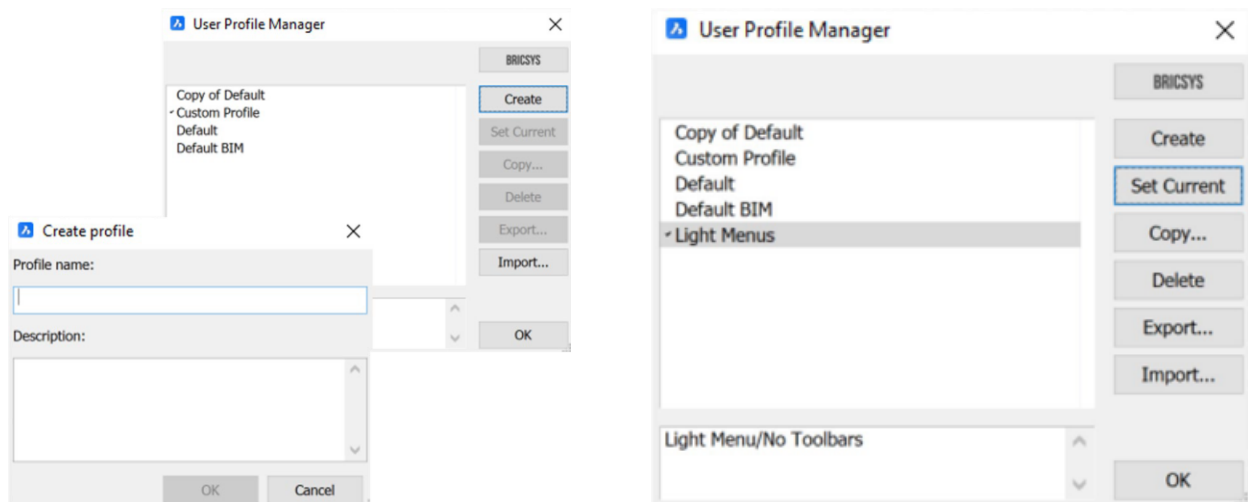 User Profile Manager
BRICSYS
Copy of Default
Custom Profile
Default
Default BIM
Create
Set Current
Copy...
Delete
Export...
Import...
OK
Create profile
Profile name:
Description:
OK
Cancel
User Profile Manager
BRICSYS
Copy of Default
Custom Profile
Default
Default BIM
Light Menus
Create
Set Current
Copy...
Delete
Export...
Import...
Light Menu/No Toolbars
OK